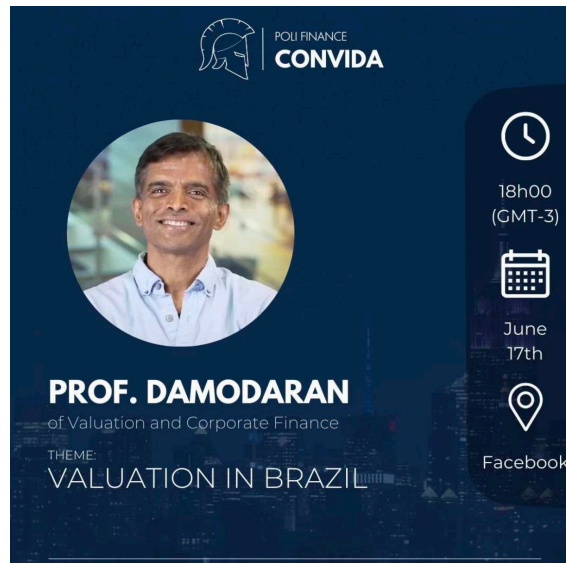 POLI FINANCE
CONVIDA
18h00
(GMT-3)
June
17th
Facebook
PROF. DAMODARAN
of Valuation and Corporate Finance
THEME:
VALUATION IN BRAZIL